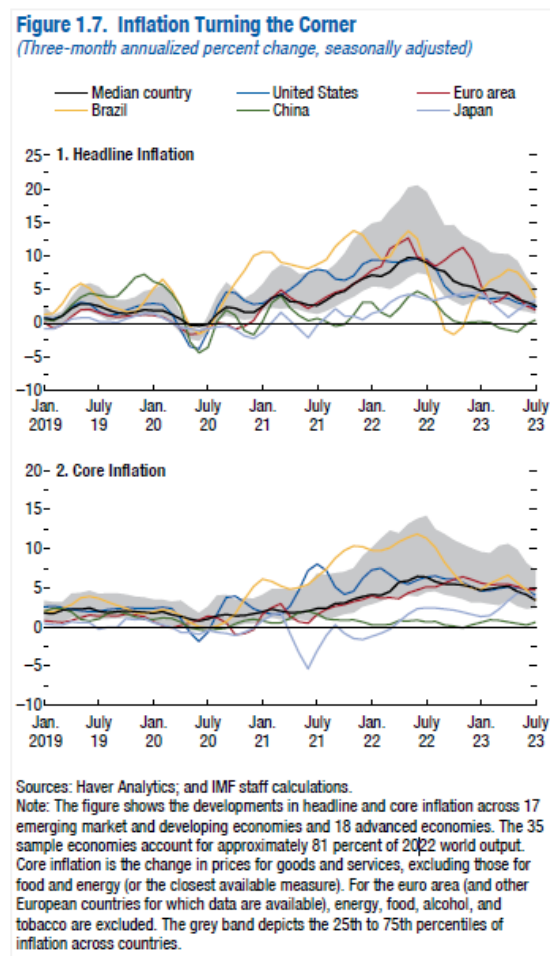 Figure 1.7. Inflation Turning the Corner
(Three-month annualized percent change, seasonally adjusted)
Median country United States Euro area
Brazil China Japan
25- 1. Headline Inflation
20-
15-
10-
5-
0
-5-
-10
Jan. July Jan. July Jan. July Jan. July Jan. July
2019 19 20 20 21 21 22 22 23 23
20- 2. Core Inflation
15-
10-
5-
0
-5-
-10
Jan. July Jan. July Jan. July Jan. July Jan. July
2019 19 20 20 21 21 22 22 23 23
Sources: Haver Analytics; and IMF staff calculations.
Note: The figure shows the developments in headline and core inflation across 17
emerging market and developing economies and 18 advanced economies. The 35
sample economies account for approximately 81 percent of 2022 world output.
Core inflation is the change in prices for goods and services, excluding those for
food and energy (or the closest available measure). For the euro area (and other
European countries for which data are available), energy, food, alcohol, and
tobacco are excluded. The grey band depicts the 25th to 75th percentiles of
inflation across countries.